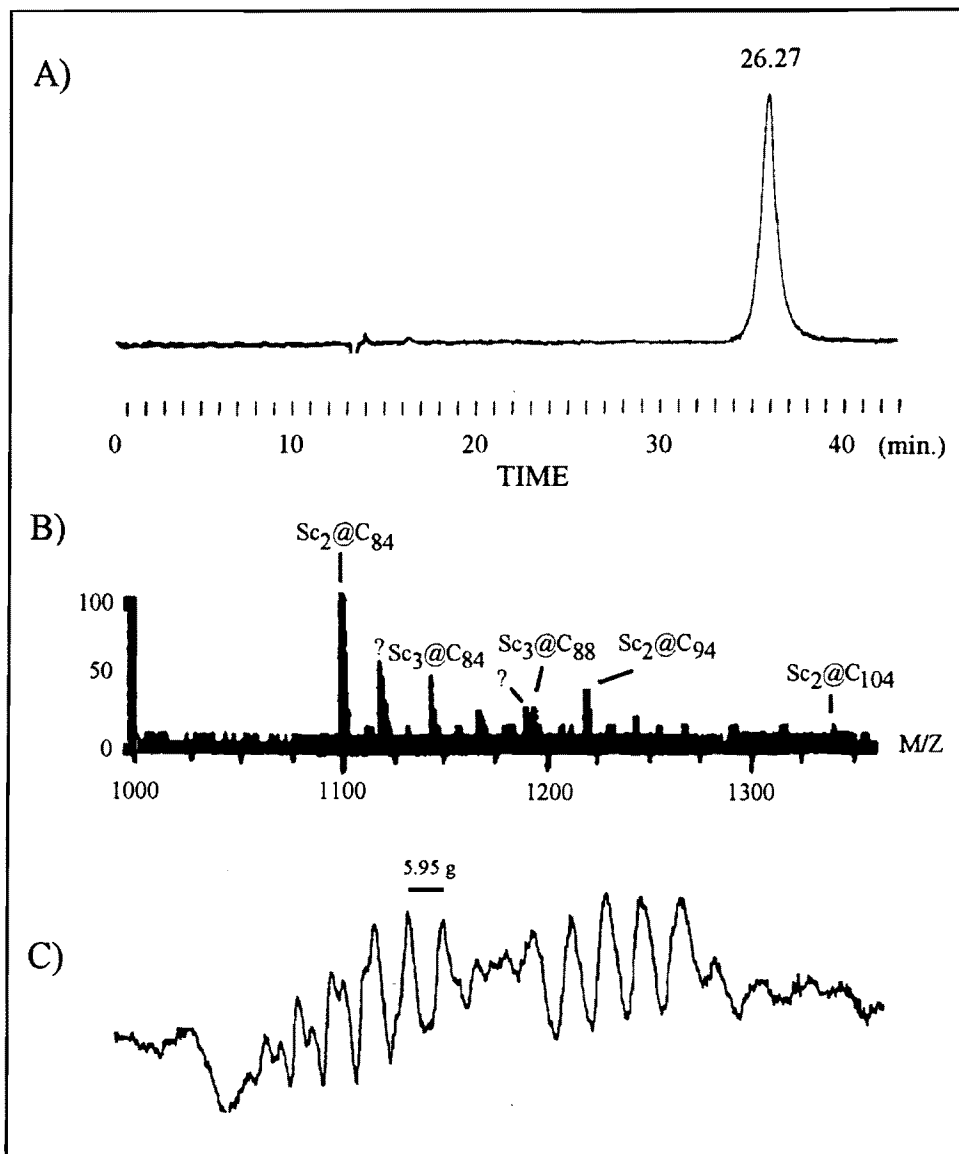 A)
26.27
0 10 20 30 40 (min.)
TIME
B)
Sc2@C84
100
50
0
? Sc3@C84
? Sc3@C88
Sc2@C94
Sc2@C104
M/Z
1000 1100 1200 1300
5.95 g
C)